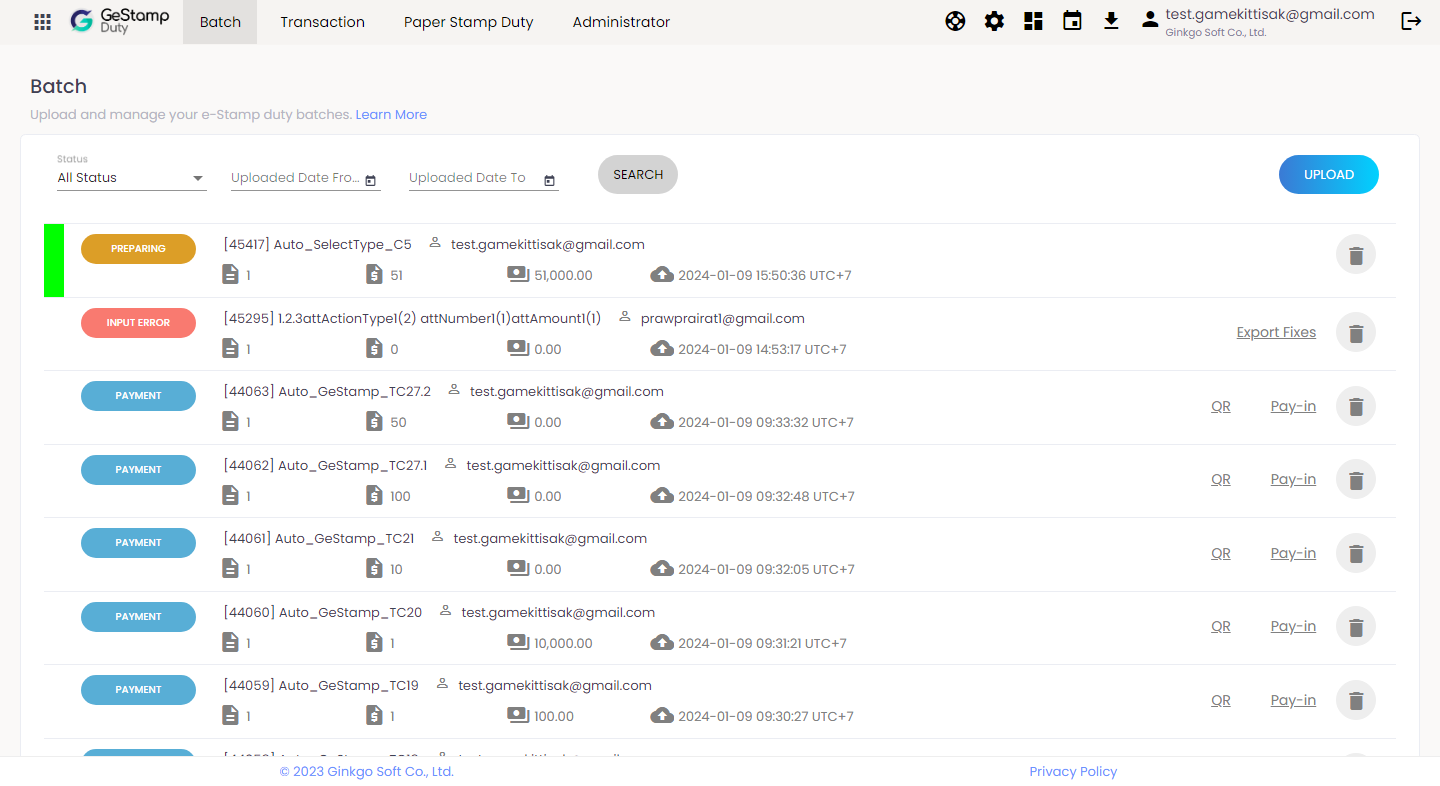 GeStamp
Duty
Batch
Transaction
Paper Stamp Duty
Administrator
test.gamekittisak@gmail.com
Ginkgo Soft Co., Ltd.
Batch
Upload and manage your e-Stamp duty batches. Learn More
Status
All Status
Uploaded Date Fro...
Uploaded Date To
SEARCH
UPLOAD
PREPARING
[45417] Auto_SelectType_C5 test.gamekittisak@gmail.com
1 51 51,000.00 2024-01-09 15:50:36 UTC+7
INPUT ERROR
[45295] 1.2.3attActionType1(2) attNumber1(1)attAmount1(1) prawprairat1@gmail.com
1 0 0.00 2024-01-09 14:53:17 UTC+7
Export Fixes
PAYMENT
[44063] Auto_GeStamp_TC27.2 test.gamekittisak@gmail.com
1 50 0.00 2024-01-09 09:33:32 UTC+7
QR Pay-in
PAYMENT
[44062] Auto_GeStamp_TC27.1 test.gamekittisak@gmail.com
1 100 0.00 2024-01-09 09:32:48 UTC+7
QR Pay-in
PAYMENT
[44061] Auto_GeStamp_TC21 test.gamekittisak@gmail.com
1 10 0.00 2024-01-09 09:32:05 UTC+7
QR Pay-in
PAYMENT
[44060] Auto_GeStamp_TC20 test.gamekittisak@gmail.com
1 1 10,000.00 2024-01-09 09:31:21 UTC+7
QR Pay-in
PAYMENT
[44059] Auto_GeStamp_TC19 test.gamekittisak@gmail.com
1 1 100.00 2024-01-09 09:30:27 UTC+7
QR Pay-in
© 2023 Ginkgo Soft Co., Ltd.
Privacy Policy